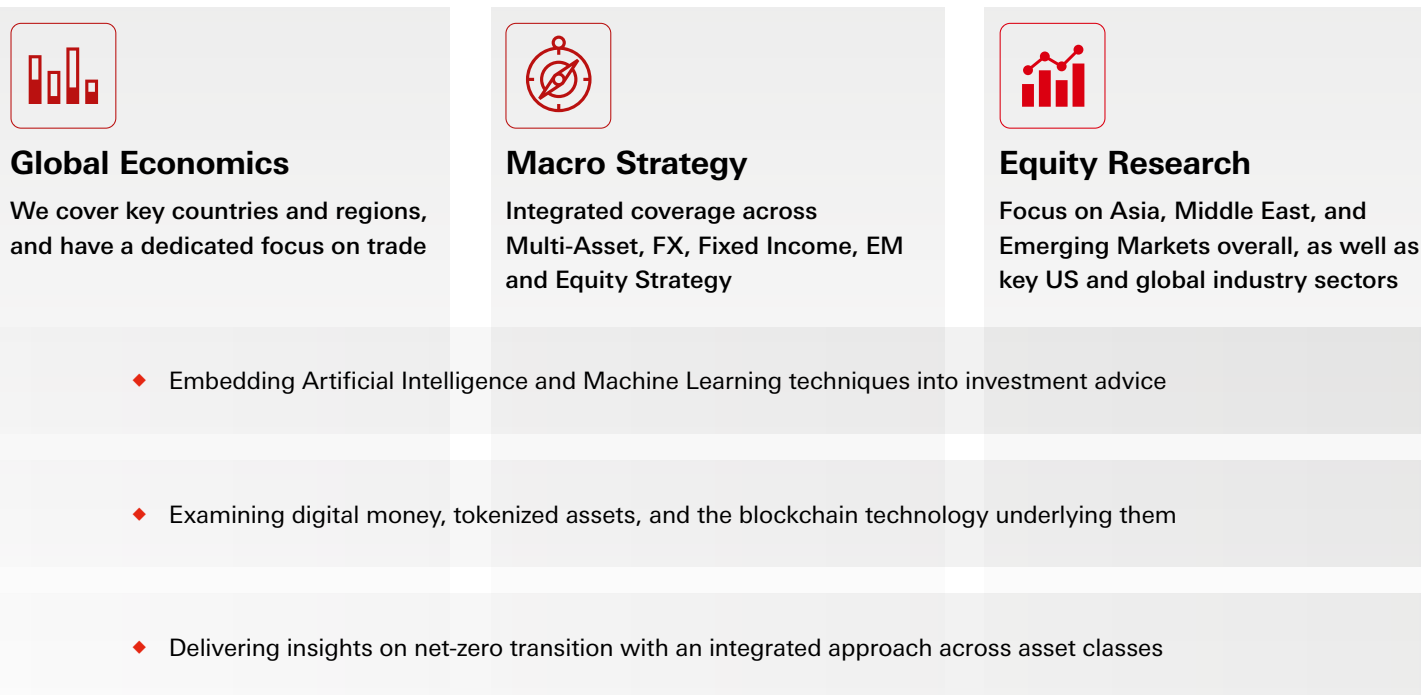 Global Economics
We cover key countries and regions,
and have a dedicated focus on trade
Macro Strategy
Integrated coverage across
Multi-Asset, FX, Fixed Income, EM
and Equity Strategy
Equity Research
Focus on Asia, Middle East, and
Emerging Markets overall, as well as
key US and global industry sectors
◆ Embedding Artificial Intelligence and Machine Learning techniques into investment advice
◆ Examining digital money, tokenized assets, and the blockchain technology underlying them
◆ Delivering insights on net-zero transition with an integrated approach across asset classes